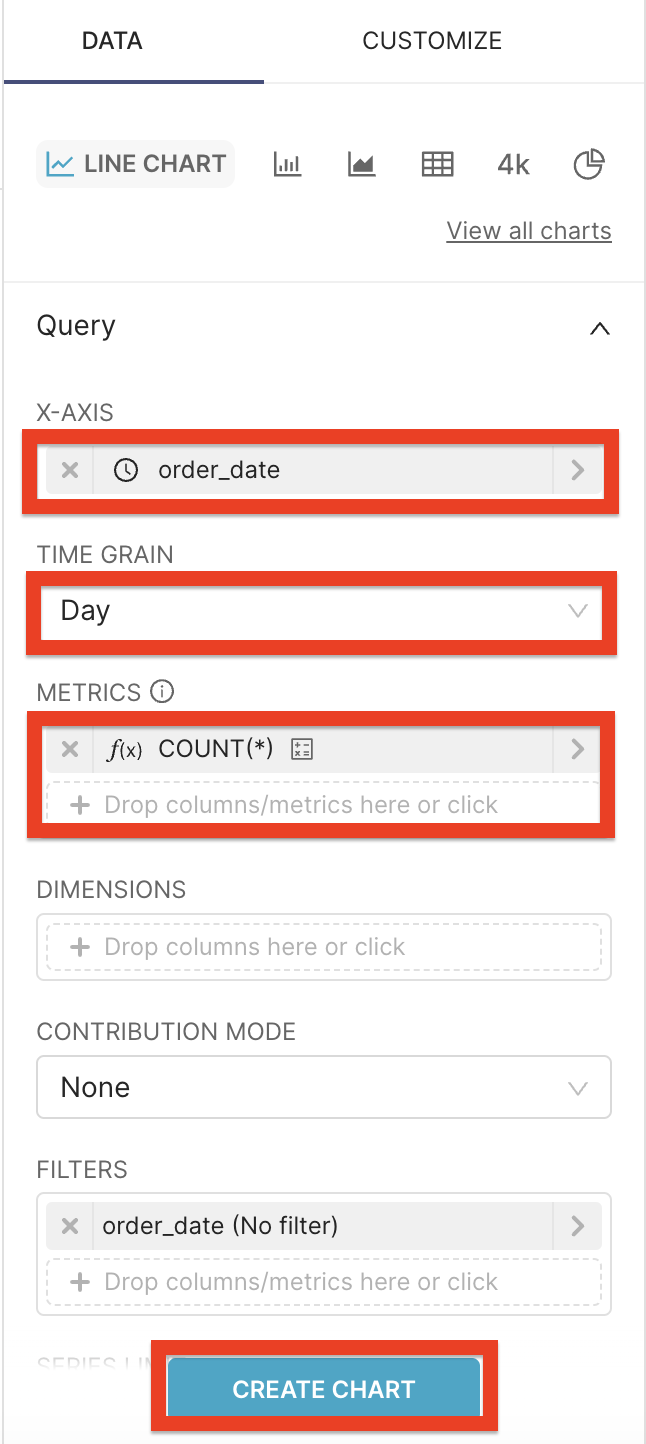 DATA CUSTOMIZE
LINE CHART 4k
View all charts
Query
X-AXIS
order_date
TIME GRAIN
Day
METRICS
f(x) COUNT(*)
Drop columns/metrics here or click
DIMENSIONS
Drop columns here or click
CONTRIBUTION MODE
None
FILTERS
order_date (No filter)
Drop columns/metrics here or click
SERIES
CREATE CHART